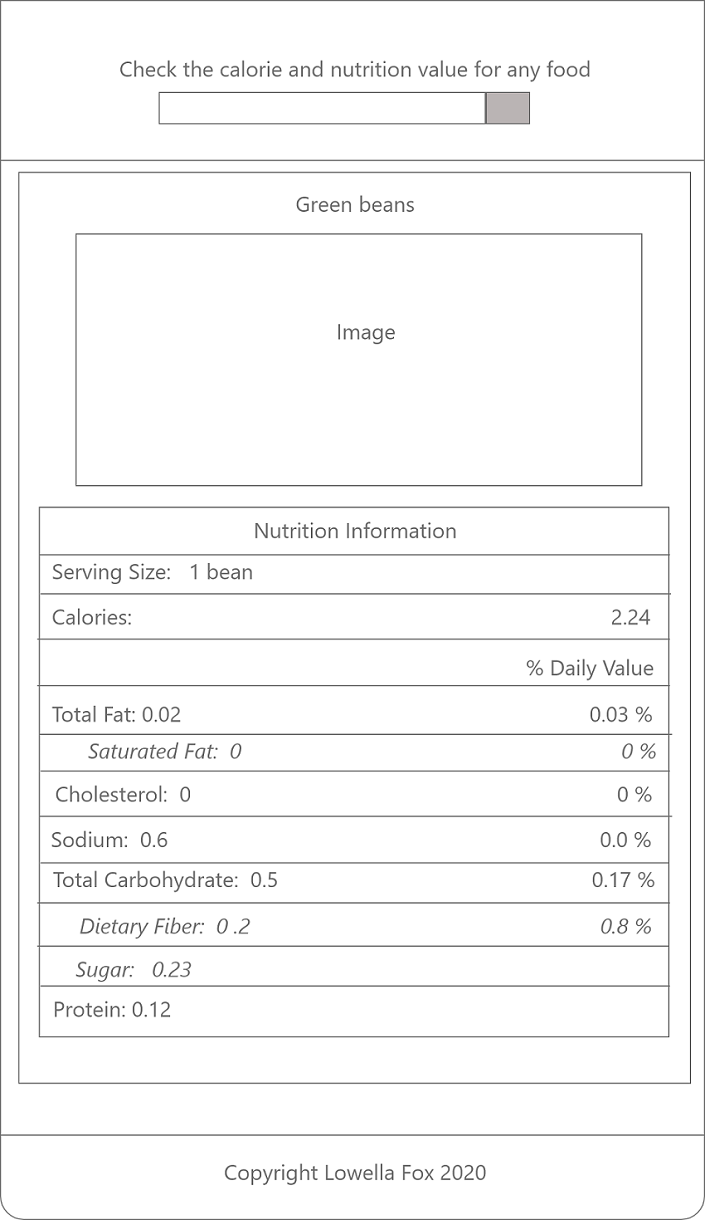 Check the calorie and nutrition value for any food
Green beans
Image
Nutrition Information
Serving Size: 1 bean
Calories: 2.24
% Daily Value
Total Fat: 0.02 0.03 %
Saturated Fat: 0 0 %
Cholesterol: 0 0 %
Sodium: 0.6 0.0 %
Total Carbohydrate: 0.5 0.17 %
Dietary Fiber: 0 .2 0.8 %
Sugar: 0.23
Protein: 0.12
Copyright Lowella Fox 2020